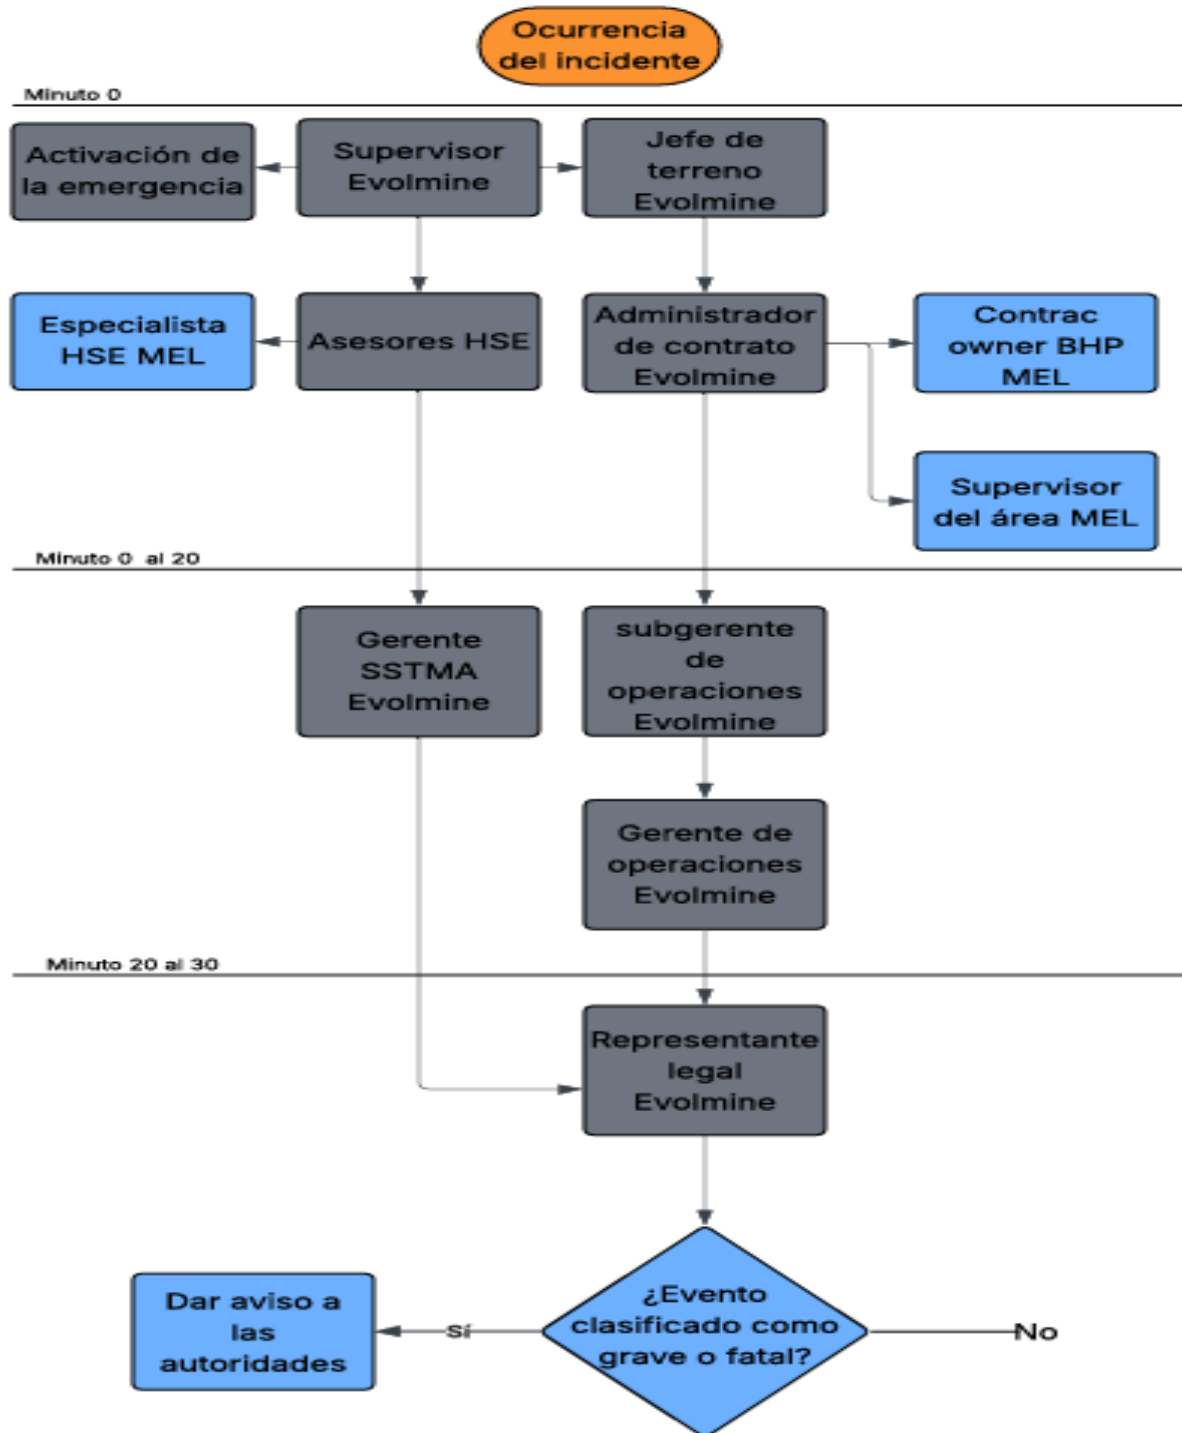 Ocurrencia
del incidente
Minuto 0
Activación de
la emergencia
Supervisor
Evolmine
Jefe de
terreno
Evolmine
Especialista
HSE MEL
Asesores HSE
Administrador
de contrato
Evolmine
Contrac
owner BHP
MEL
Supervisor
del área MEL
Minuto 0 al 20
Gerente
SSTMA
Evolmine
subgerente
de
operaciones
Evolmine
Gerente de
operaciones
Evolmine
Minuto 20 al 30
Representante
legal
Evolmine
¿Evento
clasificado como
grave o fatal?
Sí
No
Dar aviso a
las
autoridades